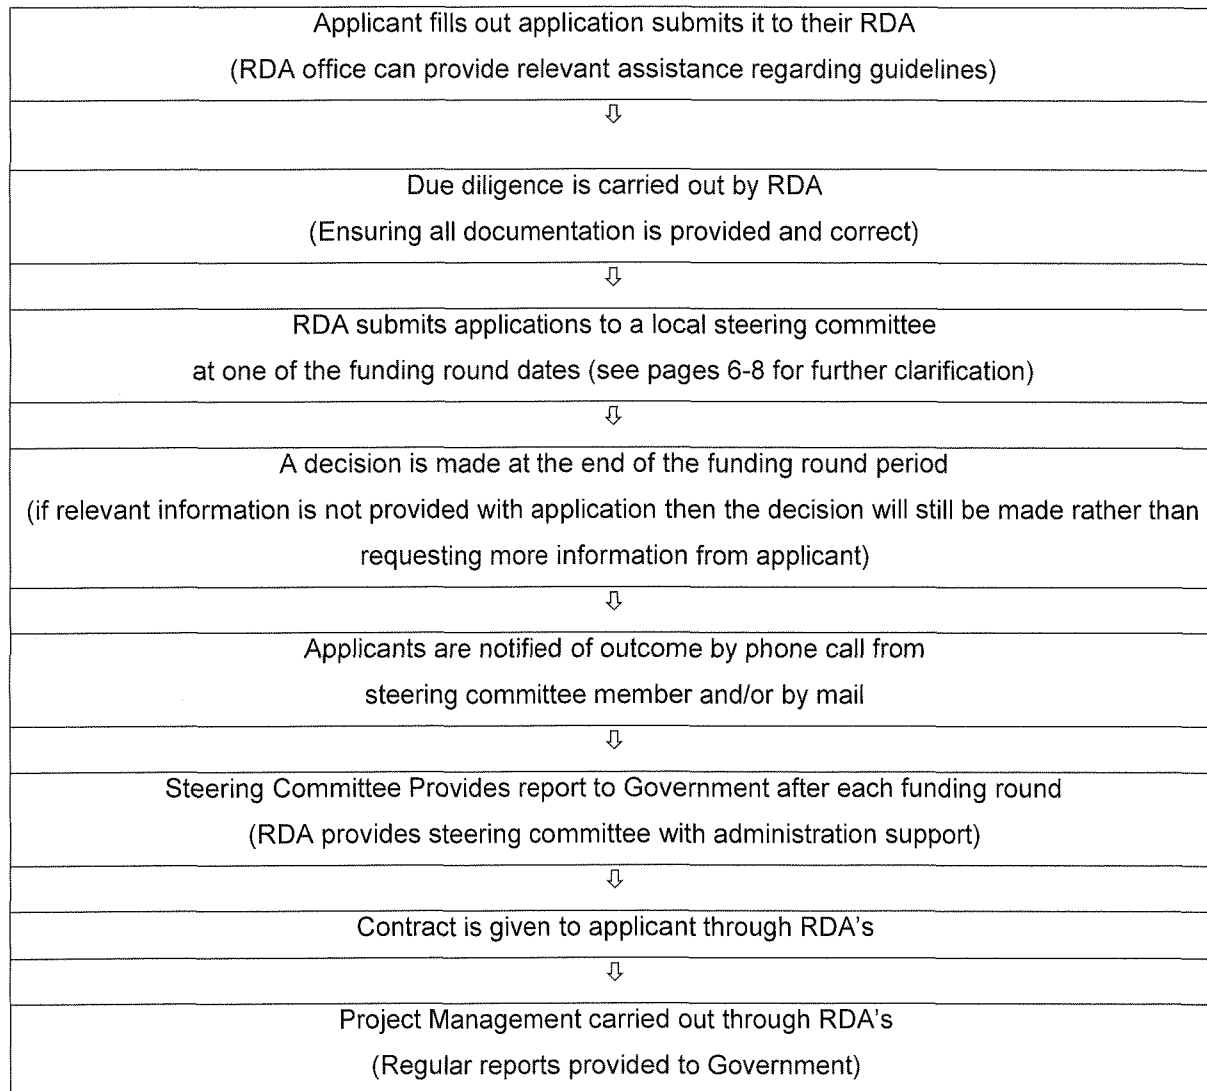 Applicant fills out application submits it to their RDA
(RDA office can provide relevant assistance regarding guidelines)
⇩
Due diligence is carried out by RDA
(Ensuring all documentation is provided and correct)
⇩
RDA submits applications to a local steering committee
at one of the funding round dates (see pages 6-8 for further clarification)
⇩
A decision is made at the end of the funding round period
(if relevant information is not provided with application then the decision will still be made rather than
requesting more information from applicant)
⇩
Applicants are notified of outcome by phone call from
steering committee member and/or by mail
⇩
Steering Committee Provides report to Government after each funding round
(RDA provides steering committee with administration support)
⇩
Contract is given to applicant through RDA's
⇩
Project Management carried out through RDA's
(Regular reports provided to Government)